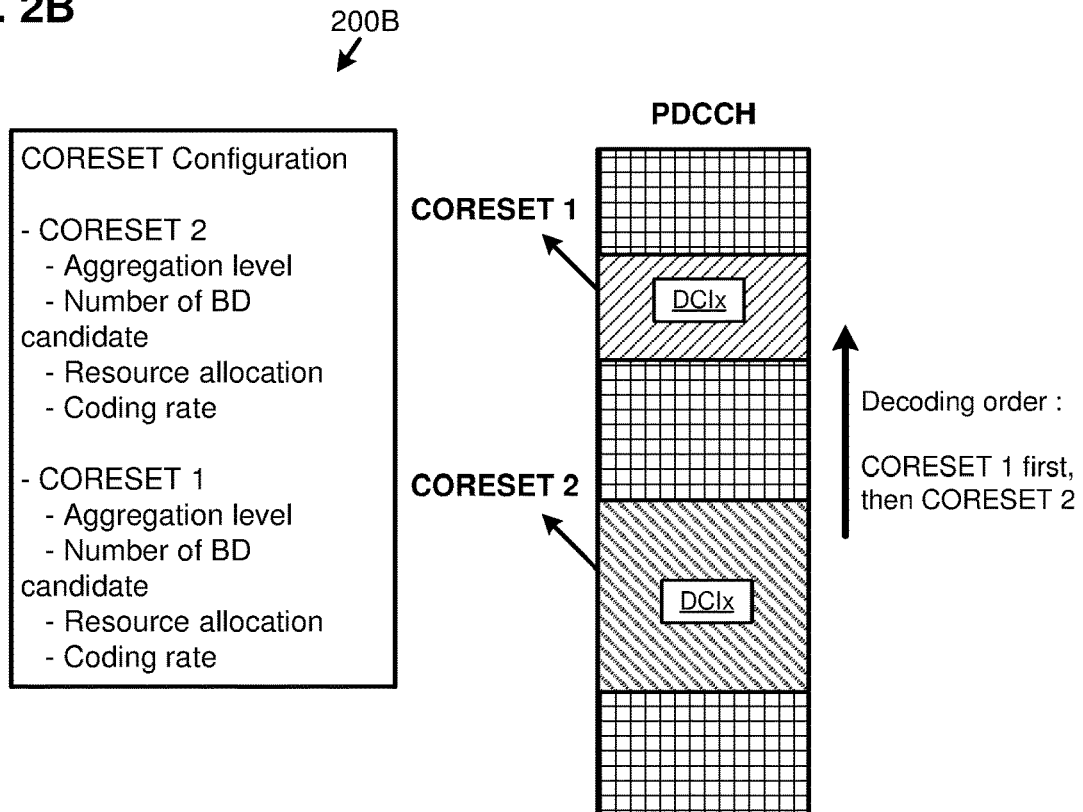 . 2B
200B
CORESET Configuration
- CORESET 2
- Aggregation level
- Number of BD
candidate
- Resource allocation
- Coding rate
- CORESET 1
- Aggregation level
- Number of BD
candidate
- Resource allocation
- Coding rate
PDCCH
CORESET 1
DCIx
CORESET 2
DCIx
Decoding order :
CORESET 1 first,
then CORESET 2